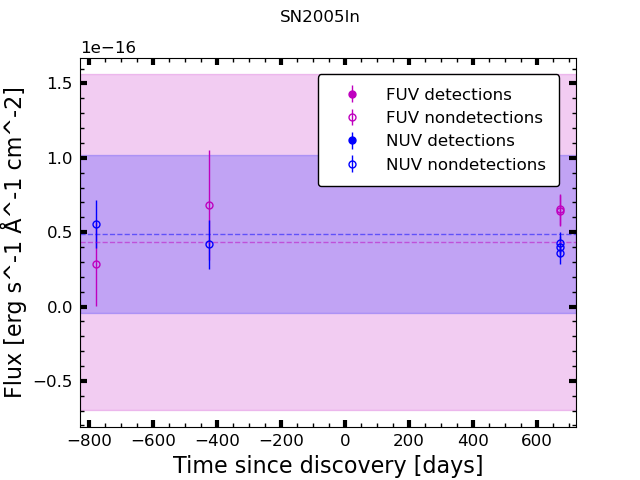 SN2005ln
1e−16
FUV detections
FUV nondetections
NUV detections
NUV nondetections
1.5
1.0
0.5
0.0
−0.5
Flux [erg s^-1 Å^-1 cm^-2]
−800 −600 −400 −200 0 200 400 600
Time since discovery [days]